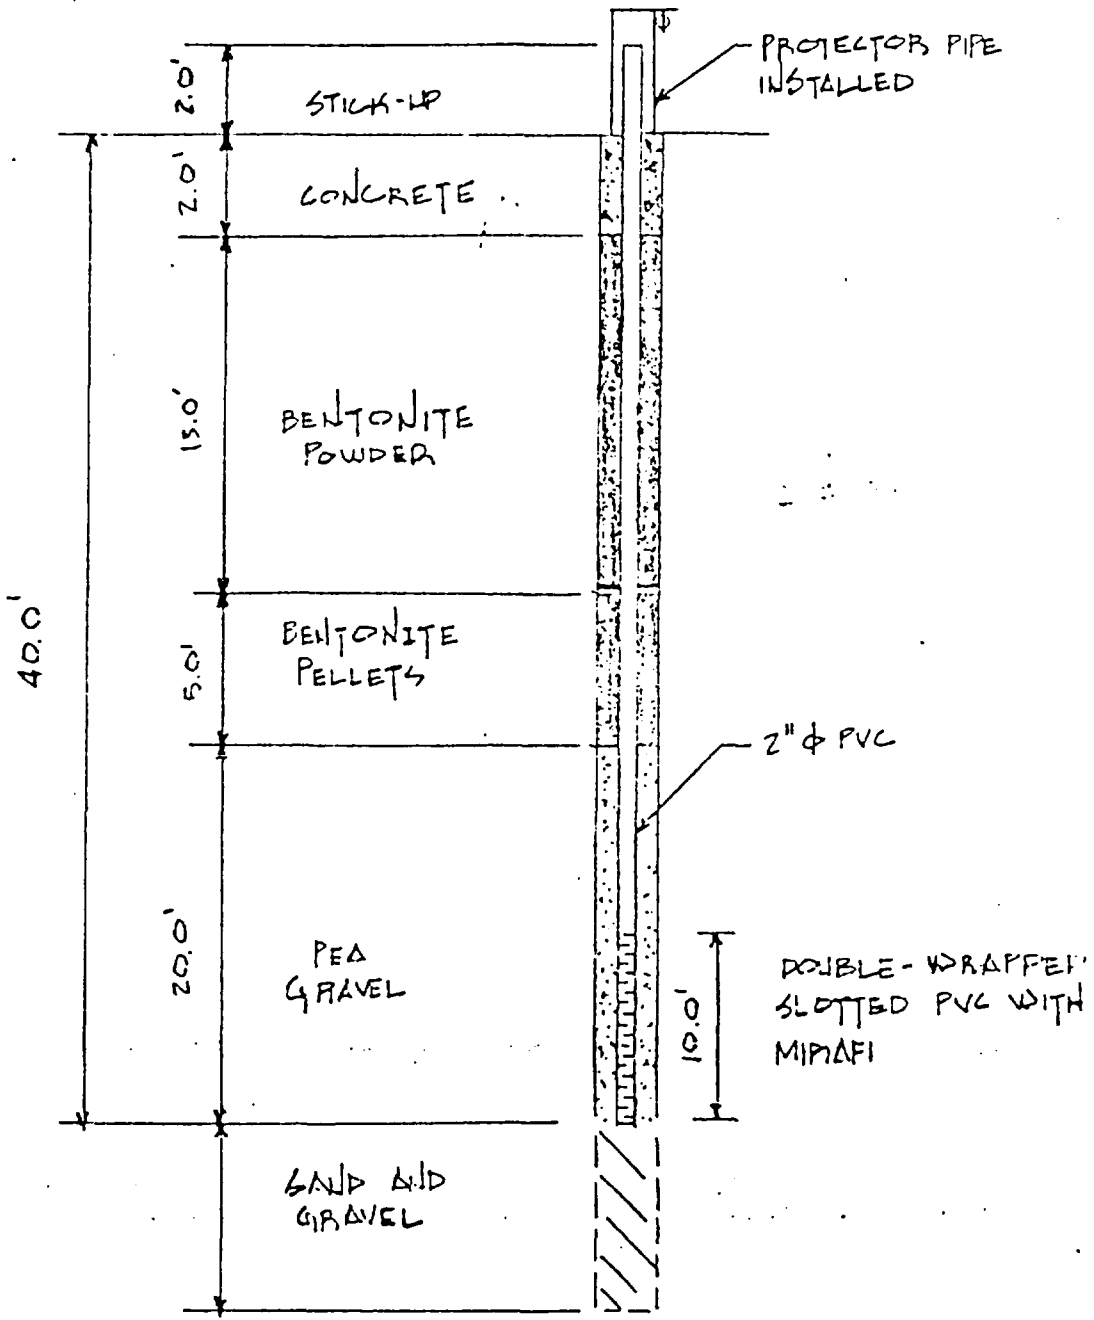 PROTECTOR PIPE
INSTALLED
2.0'
STICK-UP
2.0'
CONCRETE
13.0'
BENTONITE
POWDER
40.0'
5.0'
BENTONITE
PELLETS
2" ϕ PVC
20.0'
PEA
GRAVEL
10.0'
DOUBLE-WRAPPED
SLOTTED PVC WITH
MIRAFI
SAND AND
GRAVEL